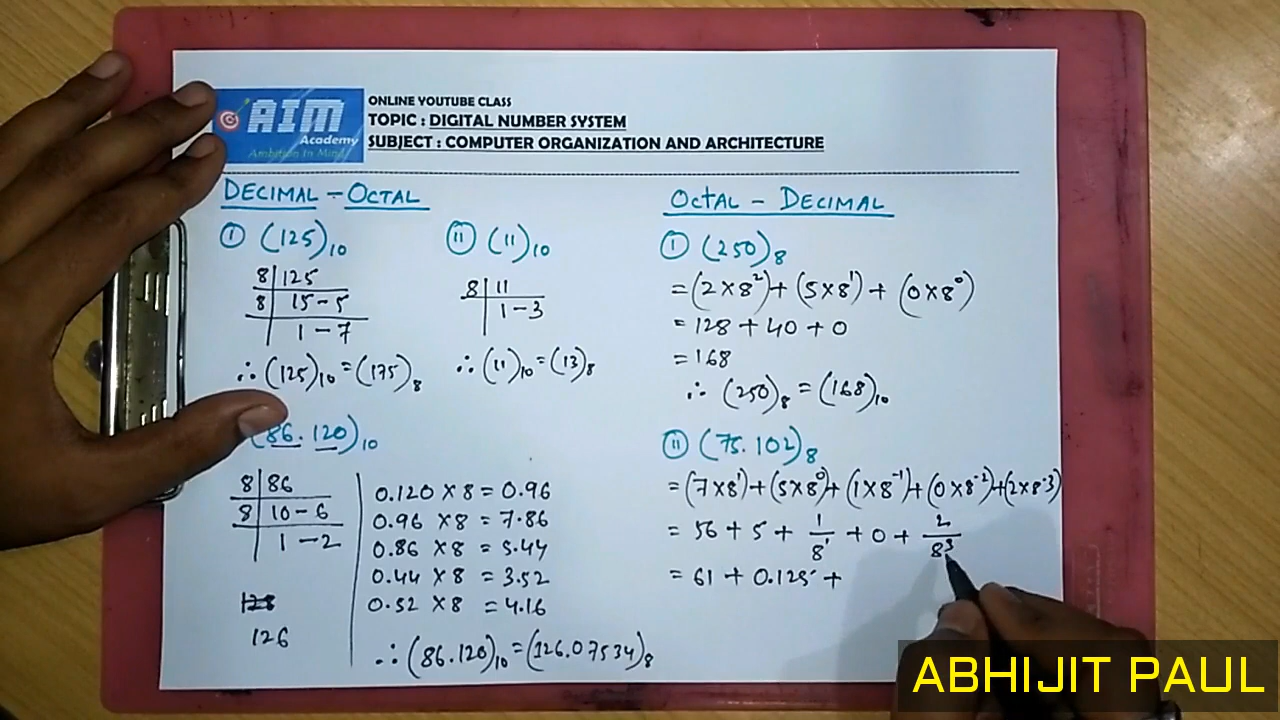 AIM
Academy
Ambition In Mind
ONLINE YOUTUBE CLASS
TOPIC : DIGITAL NUMBER SYSTEM
SUBJECT : COMPUTER ORGANIZATION AND ARCHITECTURE
DECIMAL - OCTAL
(i) (125)₁₀
8 | 125
8 | 15 - 5
1 - 7
∴ (125)₁₀ = (175)₈
(ii) (11)₁₀
8 | 11
1 - 3
∴ (11)₁₀ = (13)₈
(86.120)₁₀
8 | 86
8 | 10 - 6
1 - 2
126
0.120 × 8 = 0.96
0.96 × 8 = 7.86
0.86 × 8 = 5.44
0.44 × 8 = 3.52
0.52 × 8 = 4.16
∴ (86.120)₁₀ = (126.07534)₈
OCTAL - DECIMAL
(i) (250)₈
= (2×8²) + (5×8¹) + (0×8⁰)
= 128 + 40 + 0
= 168
∴ (250)₈ = (168)₁₀
(ii) (75.102)₈
= (7×8¹) + (5×8⁰) + (1×8⁻¹) + (0×8⁻²) + (2×8⁻³)
= 56 + 5 + 1/8¹ + 0 + 2/8³
= 61 + 0.125 +
ABHIJIT PAUL